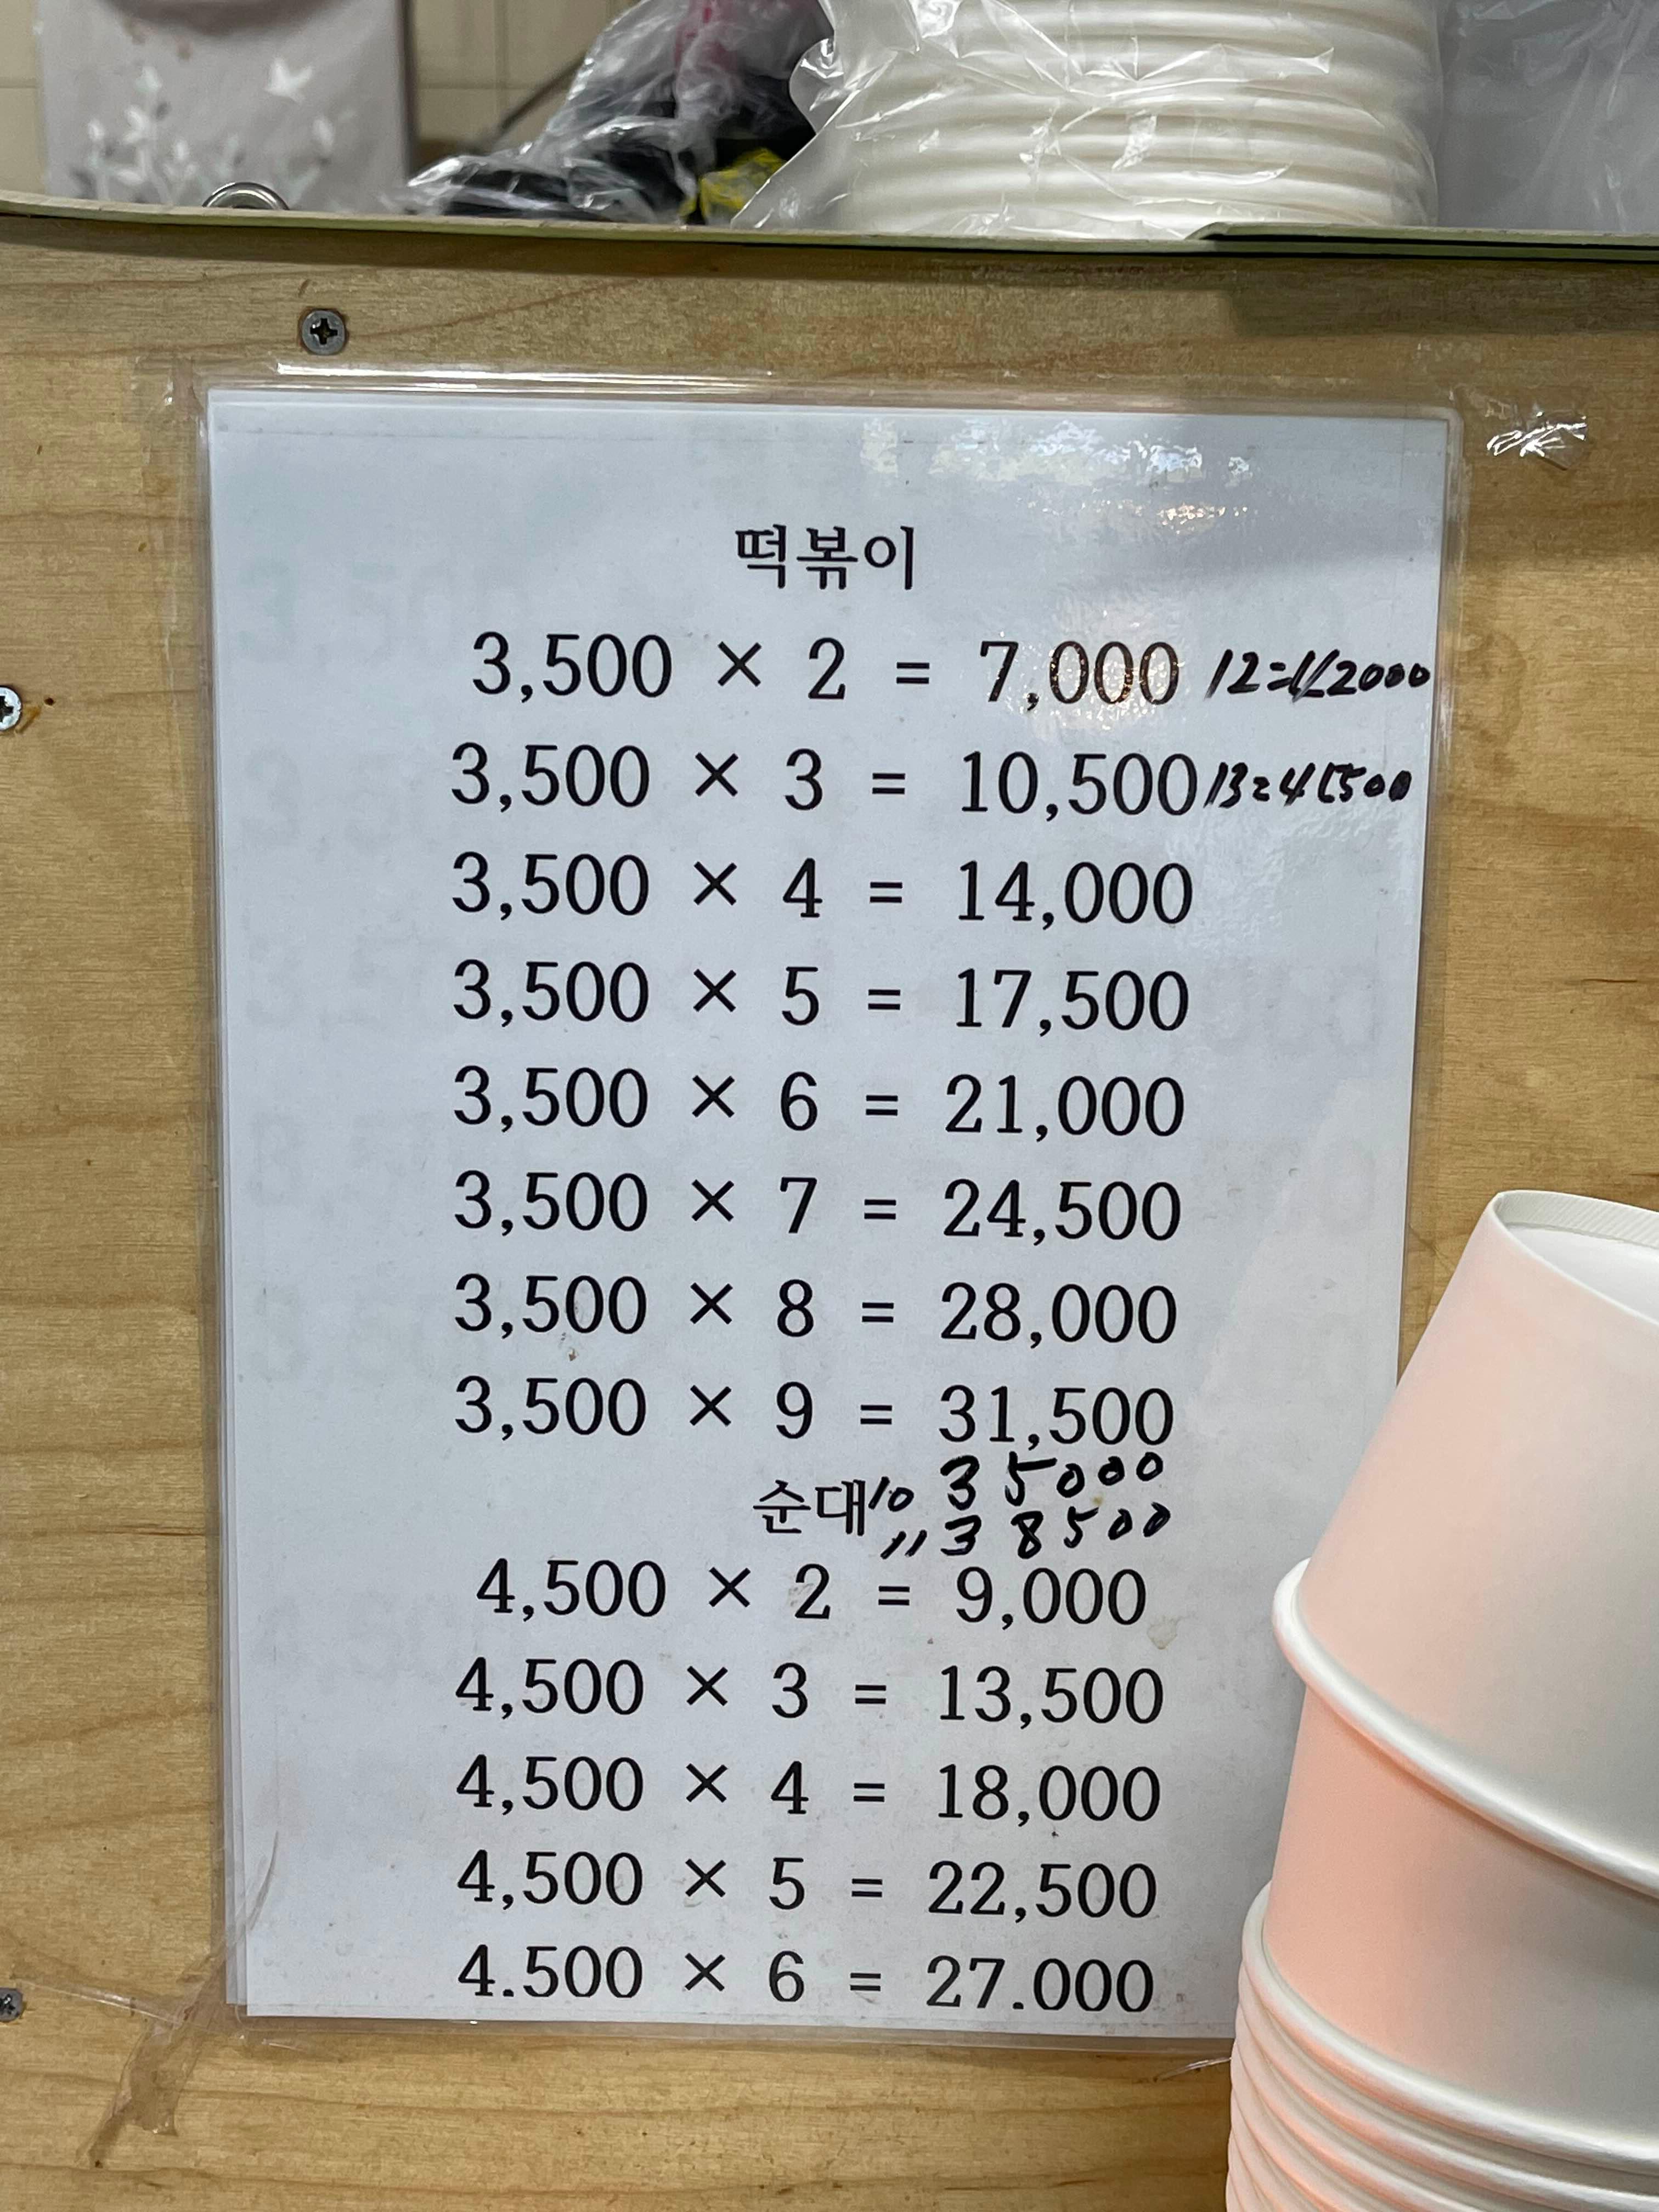 떡볶이
3,500 × 2 = 7,000 12=42000
3,500 × 3 = 10,500 13=45500
3,500 × 4 = 14,000
3,500 × 5 = 17,500
3,500 × 6 = 21,000
3,500 × 7 = 24,500
3,500 × 8 = 28,000
3,500 × 9 = 31,500
10 35000
순대
11 38500
4,500 × 2 = 9,000
4,500 × 3 = 13,500
4,500 × 4 = 18,000
4,500 × 5 = 22,500
4.500 × 6 = 27.000